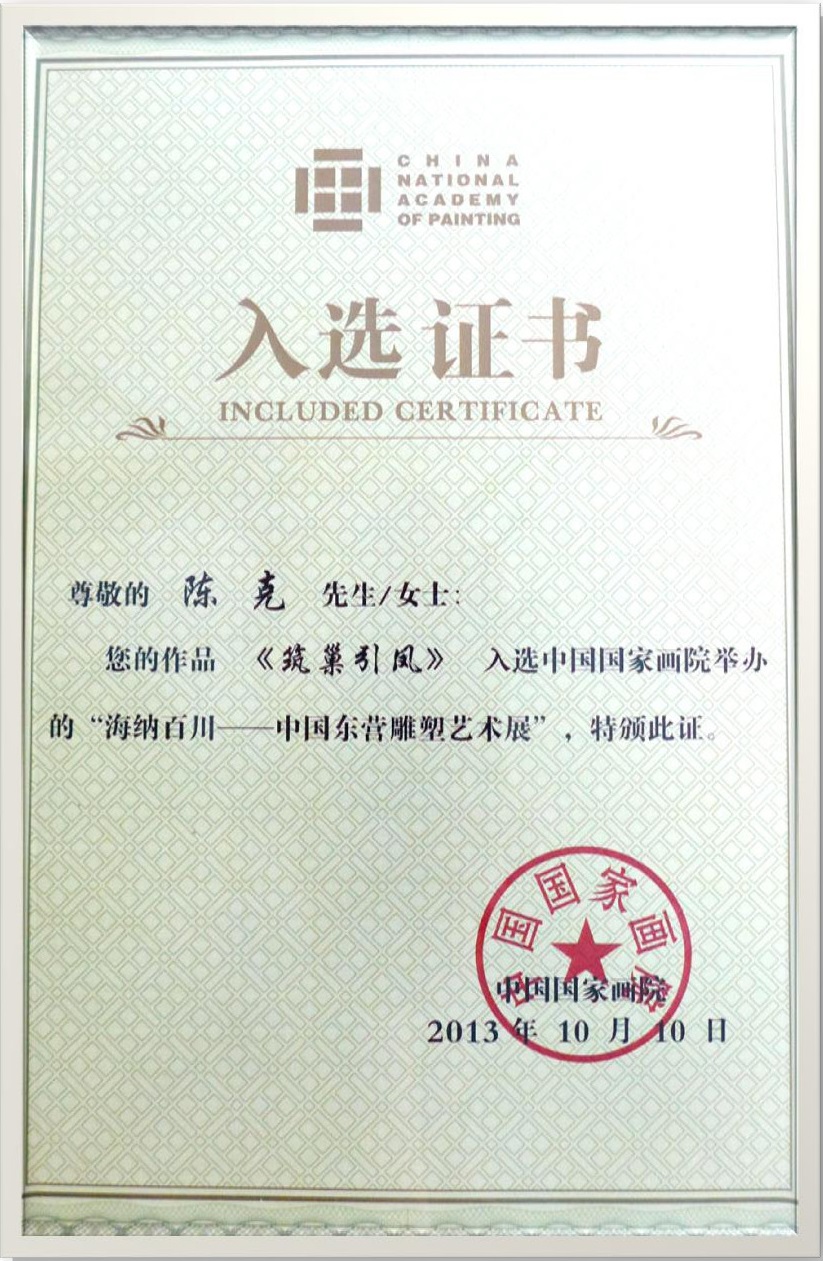 CHINA
NATIONAL
ACADEMY
OF PAINTING
入选证书
INCLUDED CERTIFICATE
尊敬的 陈 克 先生/女士:
您的作品 《筑巢引凤》 入选中国国家画院举办
的“海纳百川——中国东营雕塑艺术展”，特颁此证。
中国国家画院
中国国家画院
2013 年 10 月 10 日